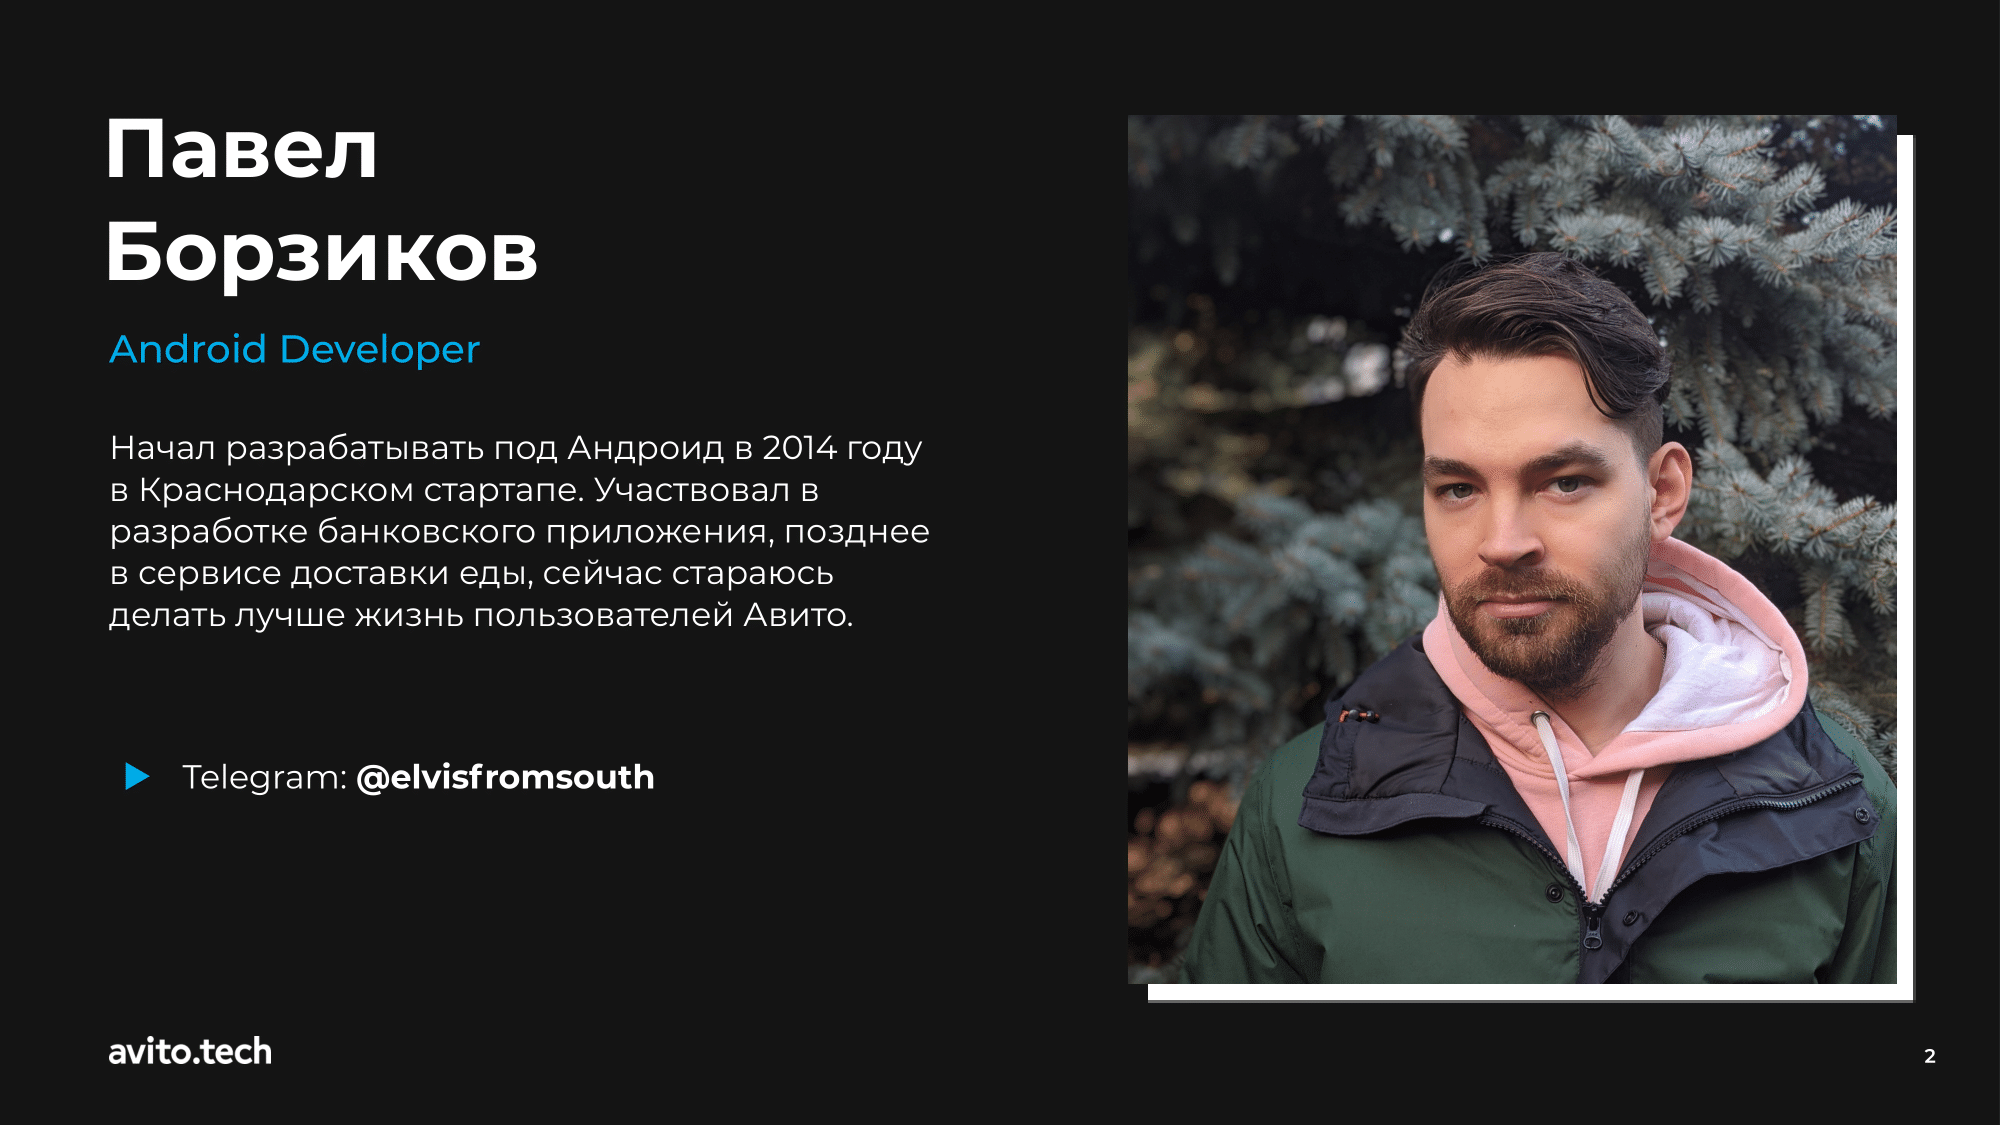 Павел
Борзиков
Android Developer
Начал разрабатывать под Андроид в 2014 году
в Краснодарском стартапе. Участвовал в
разработке банковского приложения, позднее
в сервисе доставки еды, сейчас стараюсь
делать лучше жизнь пользователей Авито.
Telegram: @elvisfromsouth
avito.tech
2